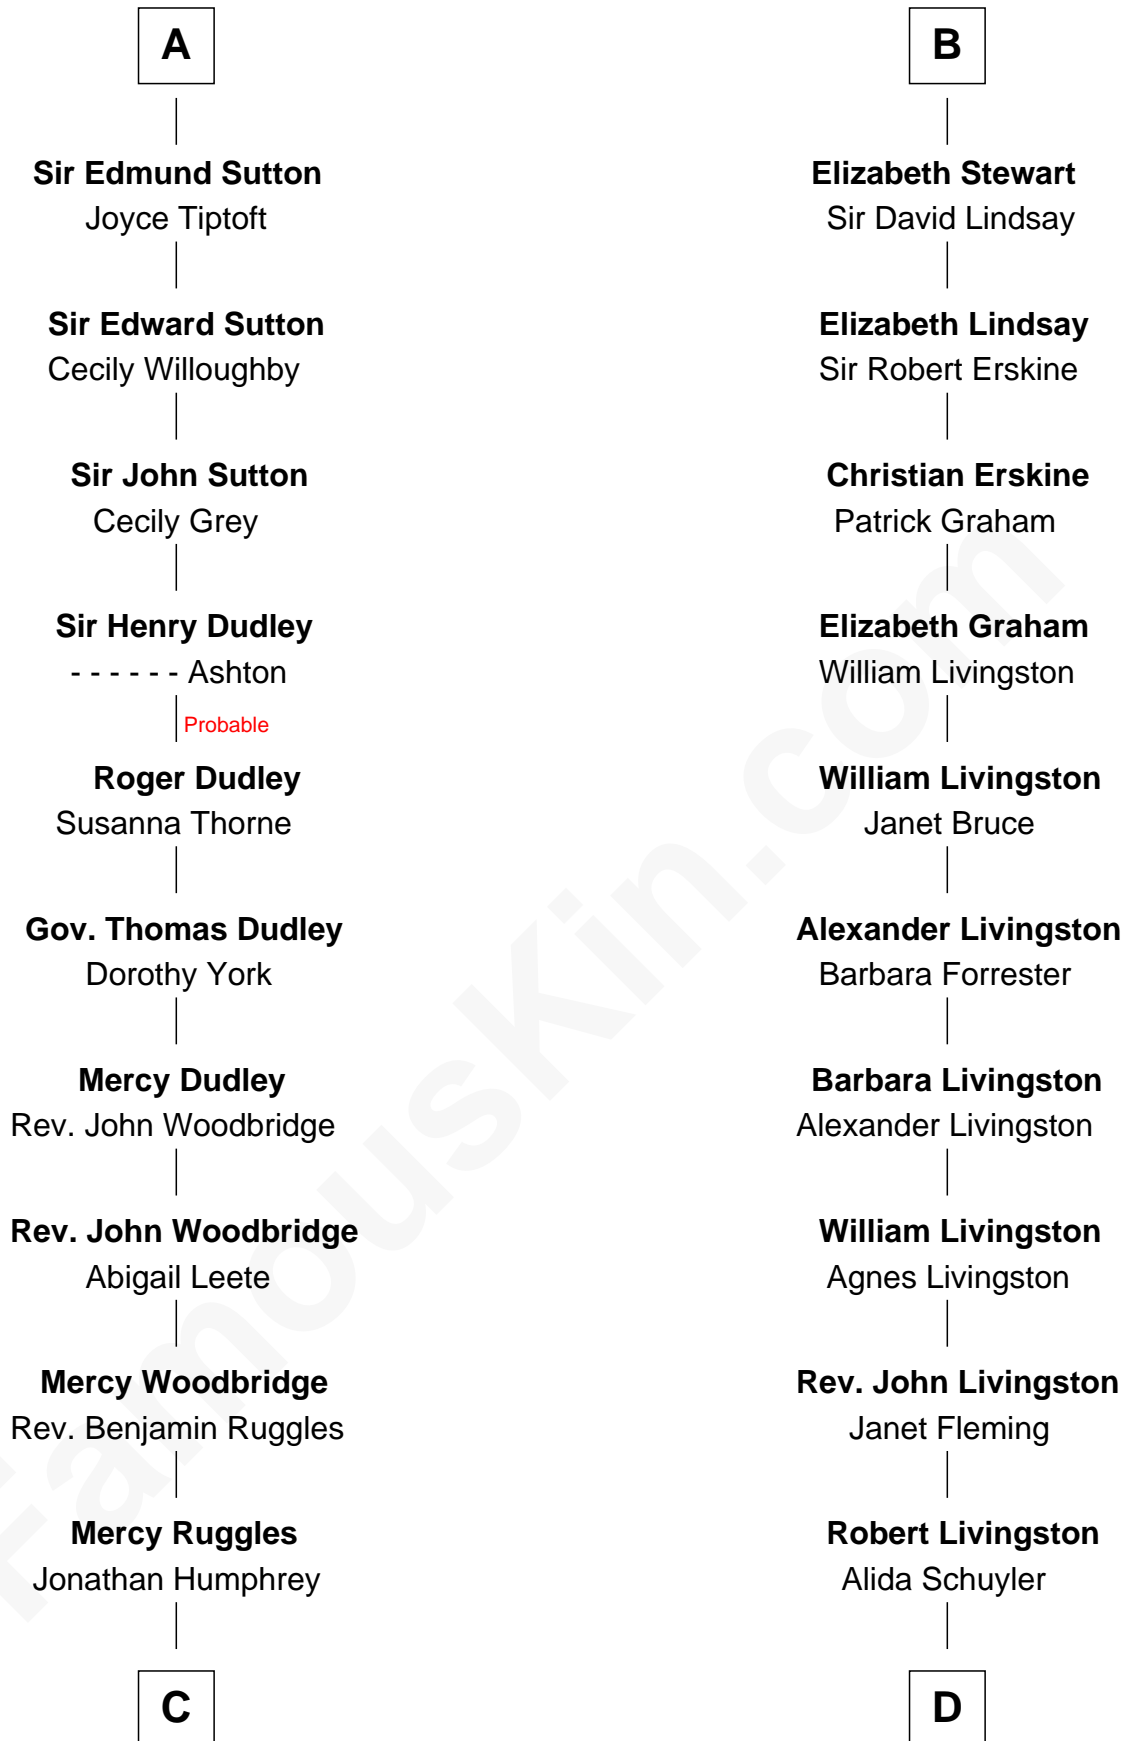 A
Sir Edmund Sutton
Joyce Tiptoft
Sir Edward Sutton
Cecily Willoughby
Sir John Sutton
Cecily Grey
Sir Henry Dudley
- - - - - - Ashton
Probable
Roger Dudley
Susanna Thorne
Gov. Thomas Dudley
Dorothy York
Mercy Dudley
Rev. John Woodbridge
Rev. John Woodbridge
Abigail Leete
Mercy Woodbridge
Rev. Benjamin Ruggles
Mercy Ruggles
Jonathan Humphrey
C
B
Elizabeth Stewart
Sir David Lindsay
Elizabeth Lindsay
Sir Robert Erskine
Christian Erskine
Patrick Graham
Elizabeth Graham
William Livingston
William Livingston
Janet Bruce
Alexander Livingston
Barbara Forrester
Barbara Livingston
Alexander Livingston
William Livingston
Agnes Livingston
Rev. John Livingston
Janet Fleming
Robert Livingston
Alida Schuyler
D
FamousKin.com